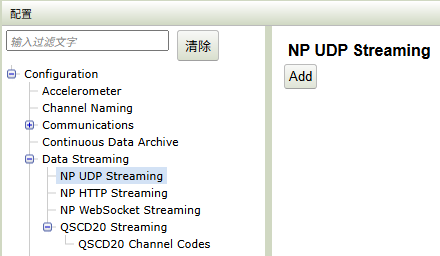 配置
输入过滤文字
清除
Configuration
Accelerometer
Channel Naming
Communications
Continuous Data Archive
Data Streaming
NP UDP Streaming
NP HTTP Streaming
NP WebSocket Streaming
QSCD20 Streaming
QSCD20 Channel Codes
NP UDP Streaming
Add